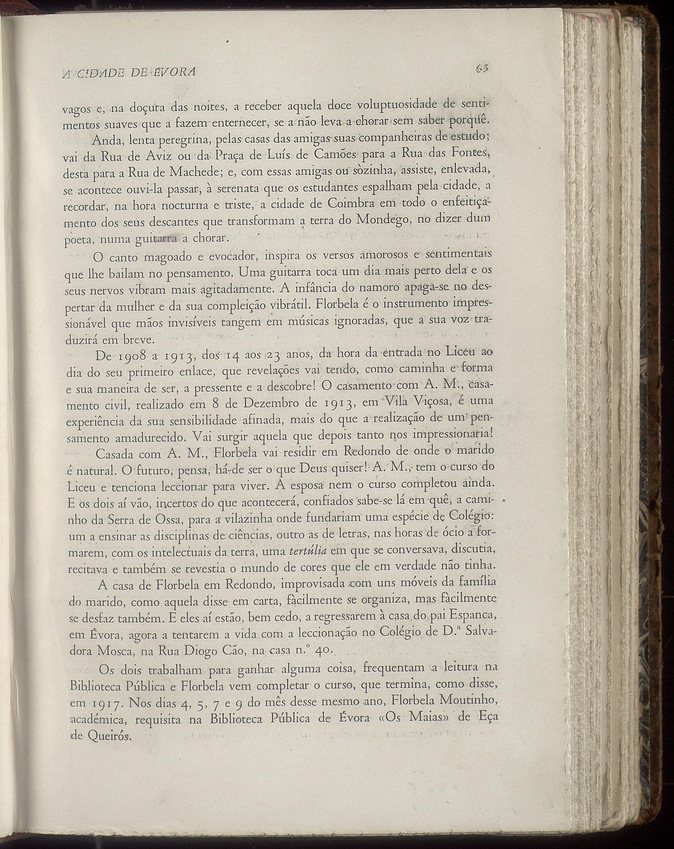 A CIDADE DE ÉVORA 65
vagos e, na doçura das noites, a receber aquela doce voluptuosidade de senti-
mentos suaves que a fazem enternecer, se a não leva a chorar sem saber porquê.
Anda, lenta peregrina, pelas casas das amigas suas companheiras de estudo;
vai da Rua de Aviz ou da Praça de Luís de Camões para a Rua das Fontes,
desta para a Rua de Machede; e, com essas amigas ou sòzinha, assiste, enlevada,
se acontece ouvi-la passar, à serenata que os estudantes espalham pela cidade, a
recordar, na hora nocturna e triste, a cidade de Coimbra em todo o enfeitiça-
mento dos seus descantes que transformam a terra do Mondego, no dizer dum
poeta, numa guitarra a chorar.
O canto magoado e evocador, inspira os versos amorosos e sentimentais
que lhe bailam no pensamento. Uma guitarra toca um dia mais perto dela e os
seus nervos vibram mais agitadamente. A infância do namoro apaga-se no des-
pertar da mulher e da sua compleição vibrátil. Florbela é o instrumento impres-
sionável que mãos invisíveis tangem em músicas ignoradas, que a sua voz tra-
duzirá em breve.
De 1908 a 1913, dos 14 aos 23 anos, da hora da entrada no Liceu ao
dia do seu primeiro enlace, que revelações vai tendo, como caminha e forma
e sua maneira de ser, a pressente e a descobre! O casamento com A. M., casa-
mento civil, realizado em 8 de Dezembro de 1913, em Vila Viçosa, é uma
experiência da sua sensibilidade afinada, mais do que a realização de um pen-
samento amadurecido. Vai surgir aquela que depois tanto nos impressionaria!
Casada com A. M., Florbela vai residir em Redondo de onde o marido
é natural. O futuro, pensa, há-de ser o que Deus quiser! A. M., tem o curso do
Liceu e tenciona leccionar para viver. A esposa nem o curso completou ainda.
E os dois aí vão, incertos do que acontecerá, confiados sabe-se lá em quê, a cami-
nho da Serra de Ossa, para a vilazinha onde fundariam uma espécie de Colégio:
um a ensinar as disciplinas de ciências, outro as de letras, nas horas de ócio a for-
marem, com os intelectuais da terra, uma tertúlia em que se conversava, discutia,
recitava e também se revestia o mundo de cores que ele em verdade não tinha.
A casa de Florbela em Redondo, improvisada com uns móveis da família
do marido, como aquela disse em carta, fàcilmente se organiza, mas fàcilmente
se desfaz também. E eles aí estão, bem cedo, a regressarem à casa do pai Espanca,
em Évora, agora a tentarem a vida com a leccionação no Colégio de D.ª Salva-
dora Mosca, na Rua Diogo Cão, na casa n.º 40.
Os dois trabalham para ganhar alguma coisa, frequentam a leitura na
Biblioteca Pública e Florbela vem completar o curso, que termina, como disse,
em 1917. Nos dias 4, 5, 7 e 9 do mês desse mesmo ano, Florbela Moutinho,
académica, requisita na Biblioteca Pública de Évora «Os Maias» de Eça
de Queirós.